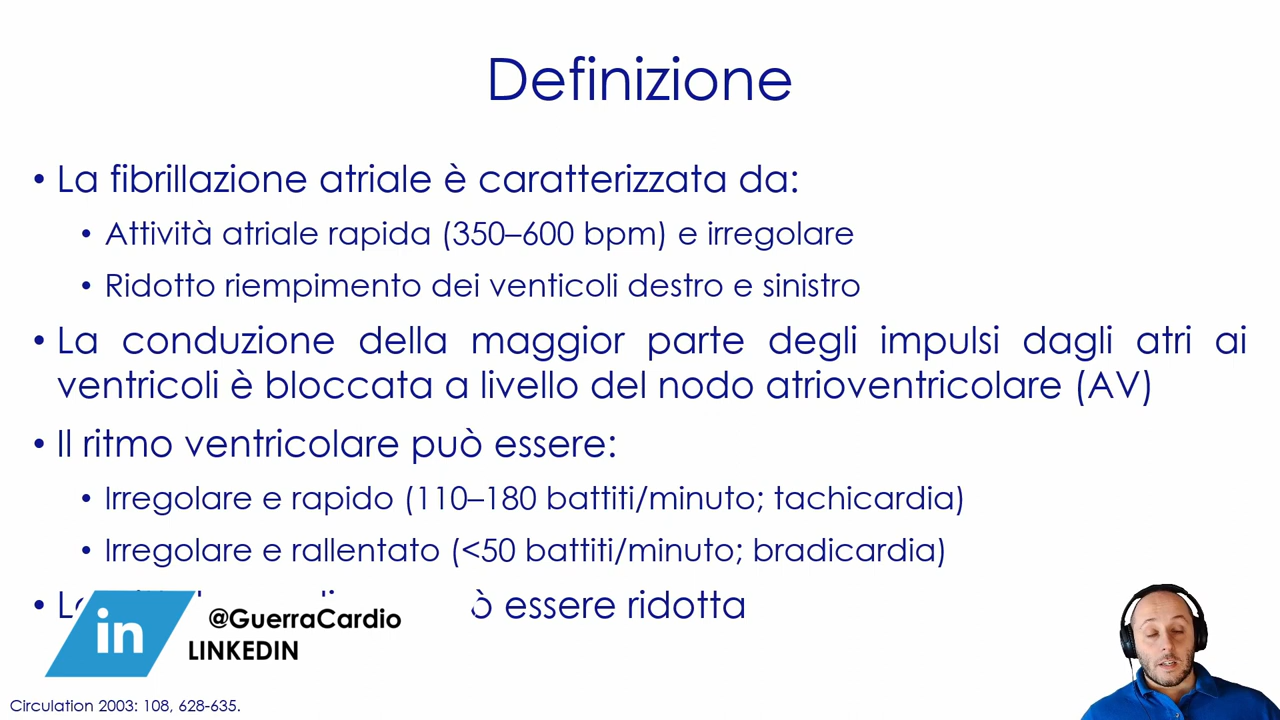 Definizione
• La fibrillazione atriale è caratterizzata da:
• Attività atriale rapida (350–600 bpm) e irregolare
• Ridotto riempimento dei venticoli destro e sinistro
• La conduzione della maggior parte degli impulsi dagli atri ai
ventricoli è bloccata a livello del nodo atrioventricolare (AV)
• Il ritmo ventricolare può essere:
• Irregolare e rapido (110–180 battiti/minuto; tachicardia)
• Irregolare e rallentato (<50 battiti/minuto; bradicardia)
• essere ridotta
in @GuerraCardio
LINKEDIN
Circulation 2003: 108, 628-635.